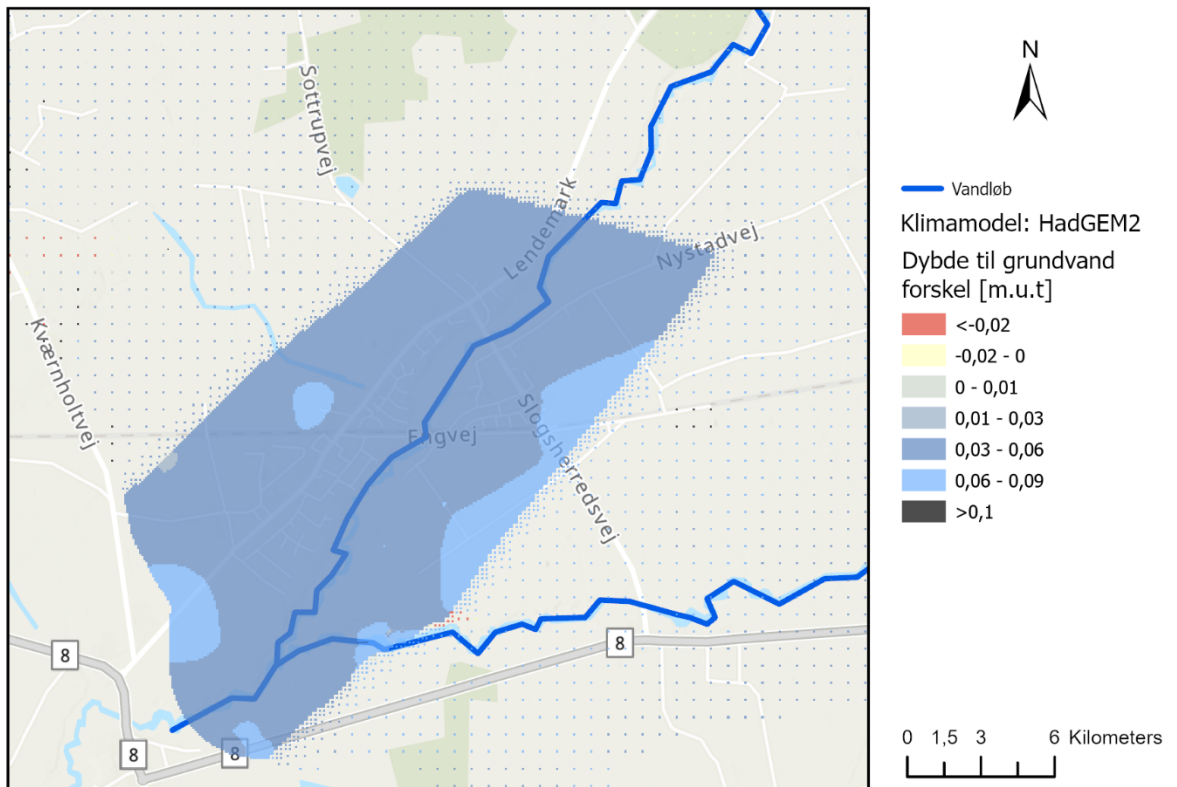 Sottrupvej
Lendemark
Nystadvej
Kværnholtvej
Engvej
Slogsherredsvej
8
8
8
8
N
Vandløb
Klimamodel: HadGEM2
Dybde til grundvand
forskel [m.u.t]
<-0,02
-0,02 - 0
0 - 0,01
0,01 - 0,03
0,03 - 0,06
0,06 - 0,09
>0,1
0 1,5 3 6 Kilometers